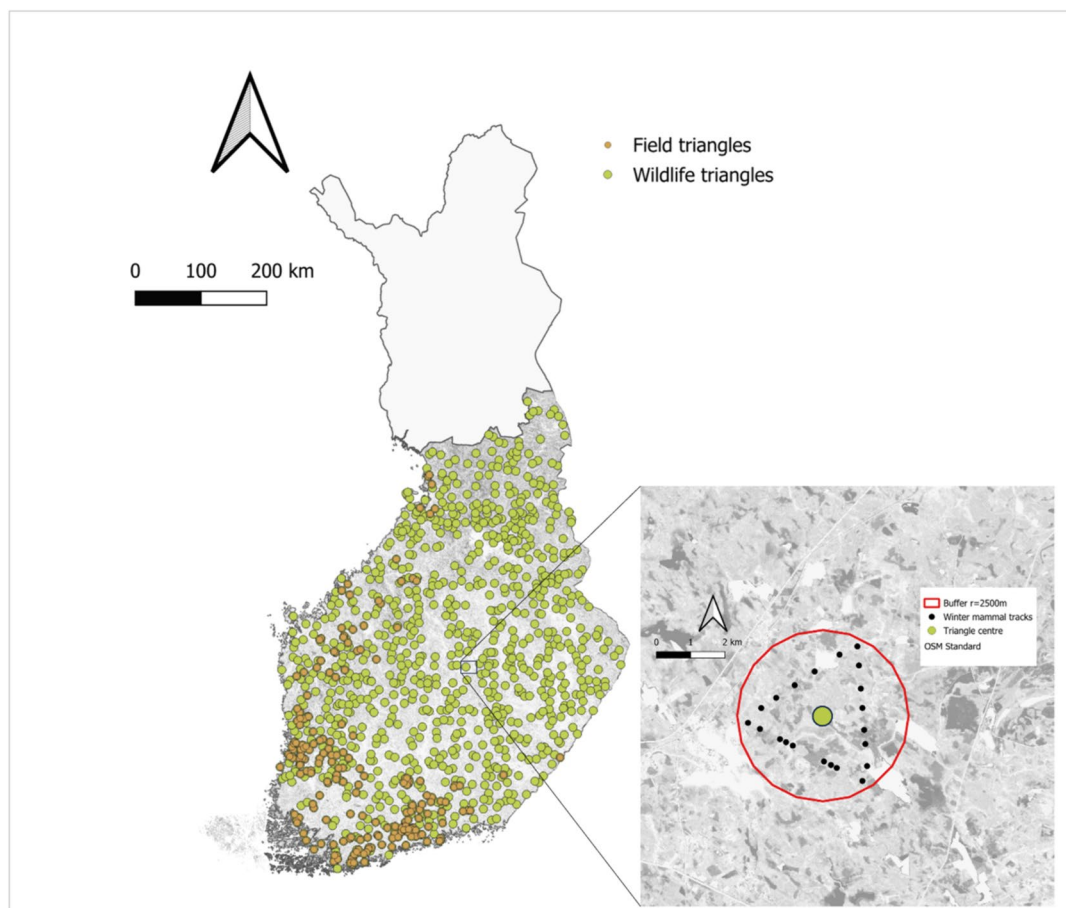 Field triangles
Wildlife triangles
0 100 200 km
Buffer r=2500m
Winter mammal tracks
Triangle centre
OSM Standard
0 1 2 km